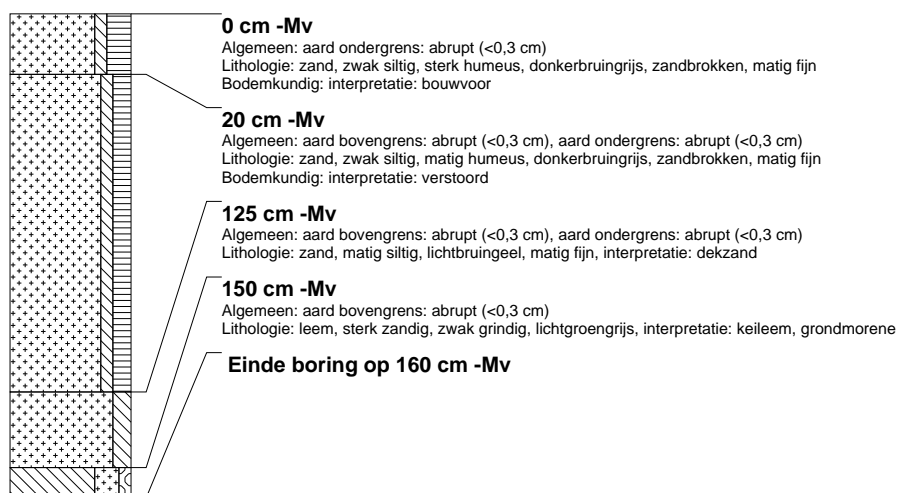 0 cm -Mv
Algemeen: aard ondergrens: abrupt (<0,3 cm)
Lithologie: zand, zwak siltig, sterk humeus, donkerbruingrijs, zandbrokken, matig fijn
Bodemkundig: interpretatie: bouwvoor
20 cm -Mv
Algemeen: aard bovengrens: abrupt (<0,3 cm), aard ondergrens: abrupt (<0,3 cm)
Lithologie: zand, zwak siltig, matig humeus, donkerbruingrijs, zandbrokken, matig fijn
Bodemkundig: interpretatie: verstoord
125 cm -Mv
Algemeen: aard bovengrens: abrupt (<0,3 cm), aard ondergrens: abrupt (<0,3 cm)
Lithologie: zand, matig siltig, lichtbruingeel, matig fijn, interpretatie: dekzand
150 cm -Mv
Algemeen: aard bovengrens: abrupt (<0,3 cm)
Lithologie: leem, sterk zandig, zwak grindig, lichtgroengrijs, interpretatie: keileem, grondmorene
Einde boring op 160 cm -Mv